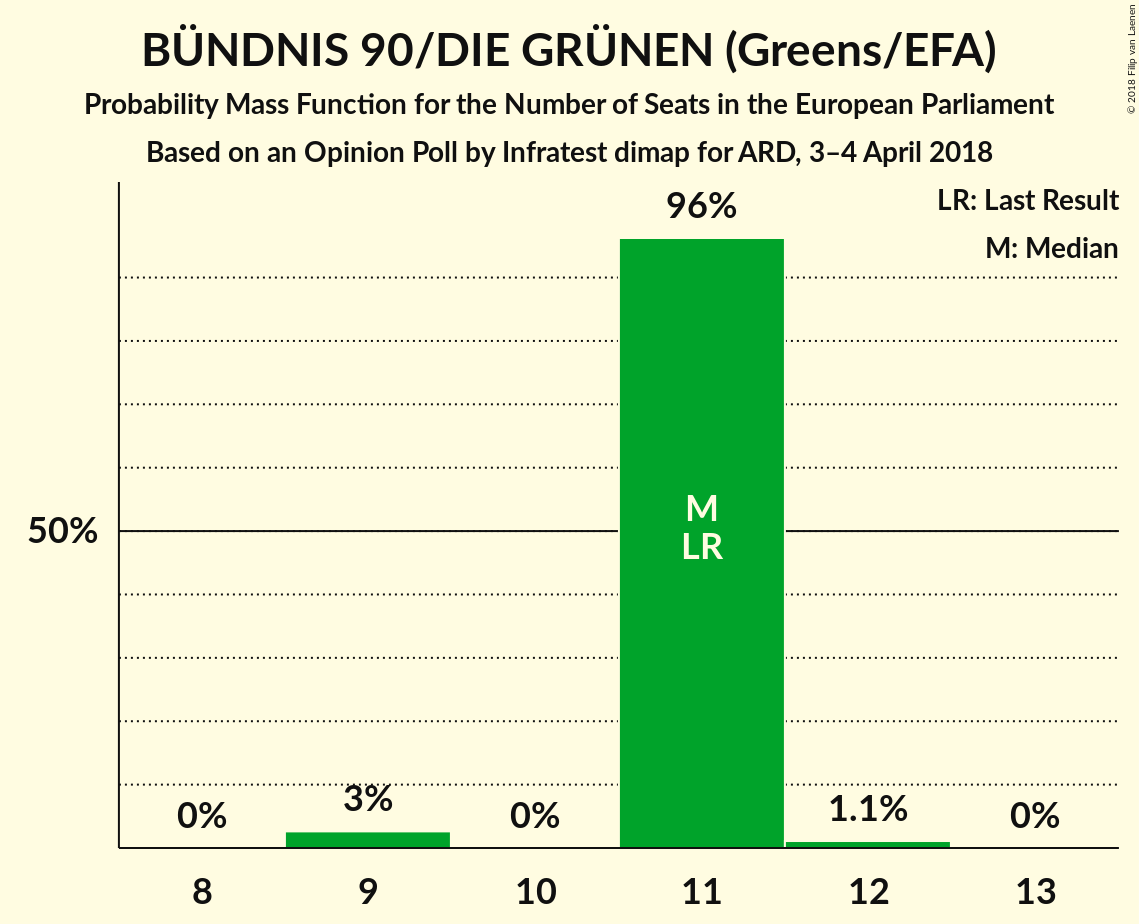 BÜNDNIS 90/DIE GRÜNEN (Greens/EFA)
Probability Mass Function for the Number of Seats in the European Parliament
Based on an Opinion Poll by Infratest dimap for ARD, 3–4 April 2018
© 2018 Filip van Laenen
LR: Last Result
M: Median
96%
50%
M
LR
0%
3%
0%
1.1%
0%
8 9 10 11 12 13